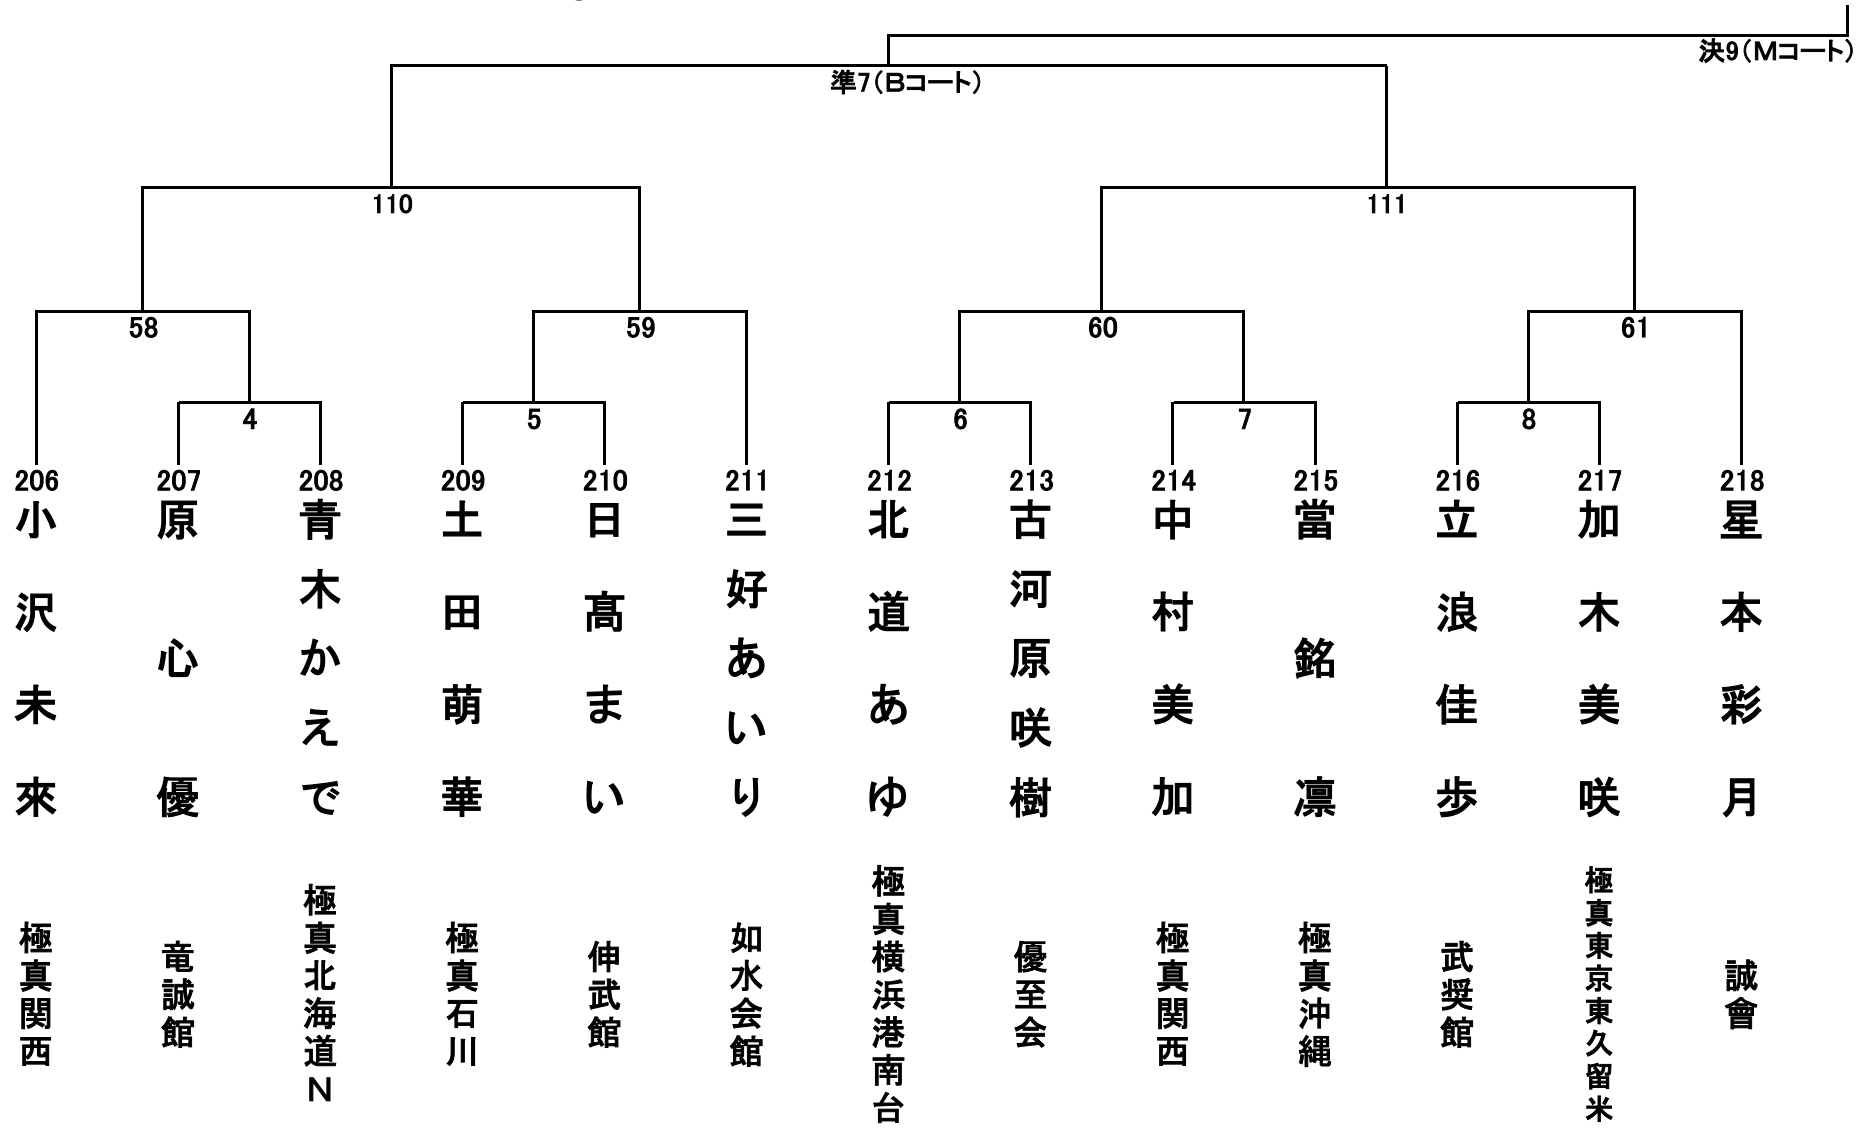 決9（Mコート）
準7（Bコート）
110
111
58
59
60
61
4
5
6
7
8
206
207
208
209
210
211
212
213
214
215
216
217
218
小沢未來
原心優
青木かえで
土田萌華
日髙まい
三好あいり
北道あゆ
古河原咲樹
中村美加
當銘凛
立浪佳歩
加木美咲
星本彩月
極真関西
竜誠館
極真北海道N
極真石川
伸武館
如水会館
極真横浜港南台
優至会
極真関西
極真沖縄
武奨館
極真東京東久留米
誠會